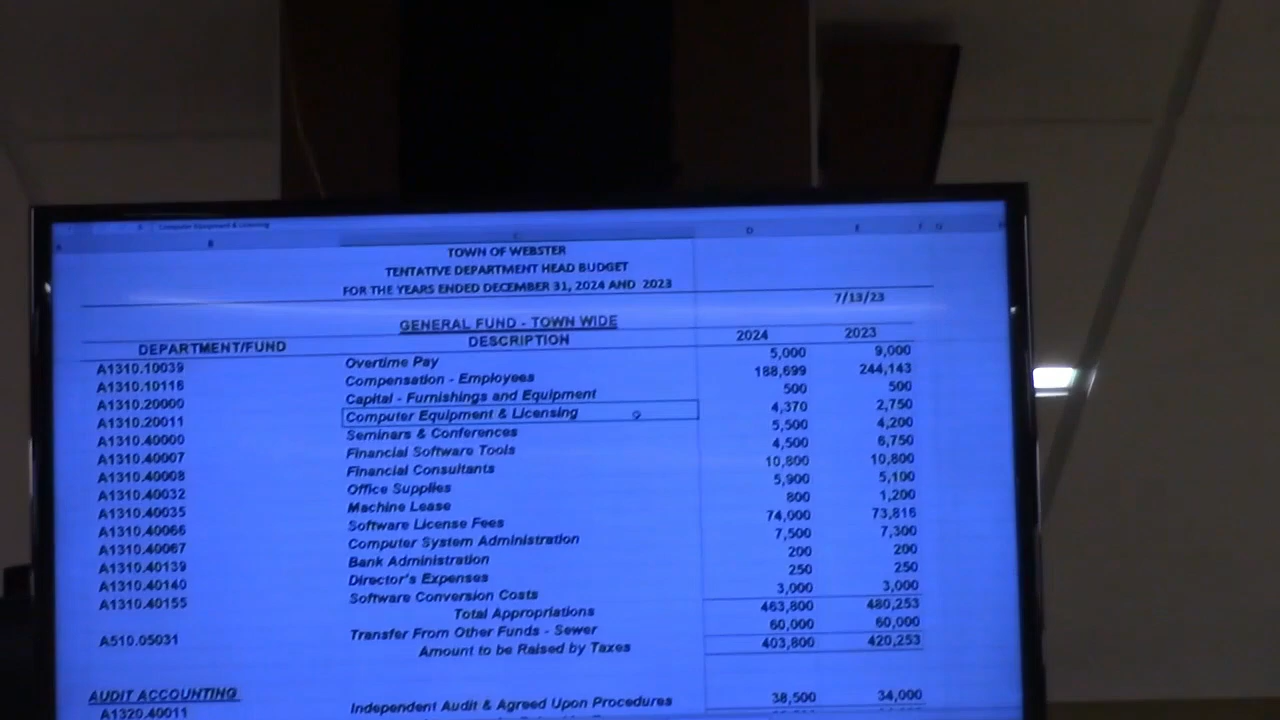 Computer Equipment & Licensing
B C D E F G H
TOWN OF WEBSTER
TENTATIVE DEPARTMENT HEAD BUDGET
FOR THE YEARS ENDED DECEMBER 31, 2024 AND 2023
7/13/23
GENERAL FUND - TOWN WIDE
DEPARTMENT/FUND DESCRIPTION 2024 2023
A1310.10039 Overtime Pay 5,000 9,000
A1310.10116 Compensation - Employees 188,699 244,143
A1310.20000 Capital - Furnishings and Equipment 500 500
A1310.20011 Computer Equipment & Licensing 4,370 2,750
A1310.40000 Seminars & Conferences 5,500 4,200
A1310.40007 Financial Software Tools 4,500 6,750
A1310.40008 Financial Consultants 10,800 10,800
A1310.40032 Office Supplies 5,900 5,100
A1310.40035 Machine Lease 800 1,200
A1310.40066 Software License Fees 74,000 73,816
A1310.40067 Computer System Administration 7,500 7,300
A1310.40139 Bank Administration 200 200
A1310.40140 Director's Expenses 250 250
A1310.40155 Software Conversion Costs 3,000 3,000
Total Appropriations 463,800 480,253
A510.05031 Transfer From Other Funds - Sewer 60,000 60,000
Amount to be Raised by Taxes 403,800 420,253
AUDIT ACCOUNTING
A1320.40011 Independent Audit & Agreed Upon Procedures 38,500 34,000